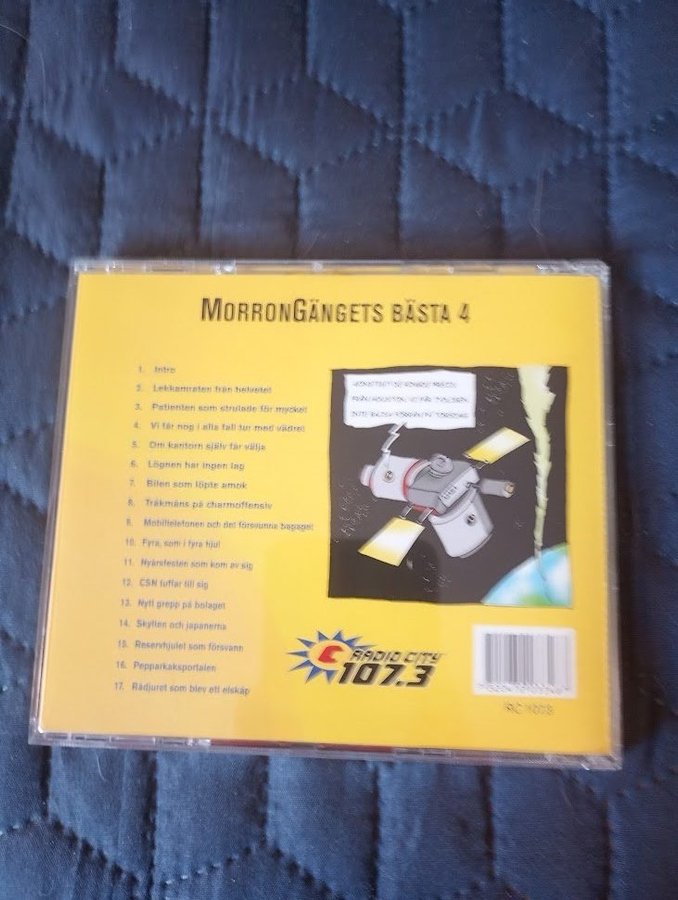 MORRONGÄNGETS BÄSTA 4
1. Intro
2. Lekkamraten från helvetet
3. Patienten som strulade för mycket
4. Vi får nog i alla fall tur med vädret
5. Om kantorn själv får välja
6. Lögnen har ingen lag
7. Bilen som löpte amok
8. Träkmåns på charmoffensiv
9. Mobiltelefonen och det försvunna bagaget
10. Fyra, som i fyra hjul
11. Nyårsfesten som kom av sig
12. CSN tuffar till sig
13. Nytt grepp på bolaget
14. Skylten och japanerna
15. Reservhjulet som försvann
16. Pepparkaksportalen
17. Rådjuret som blev ett elskåp
HOUSTON
RADIO CITY
107.3